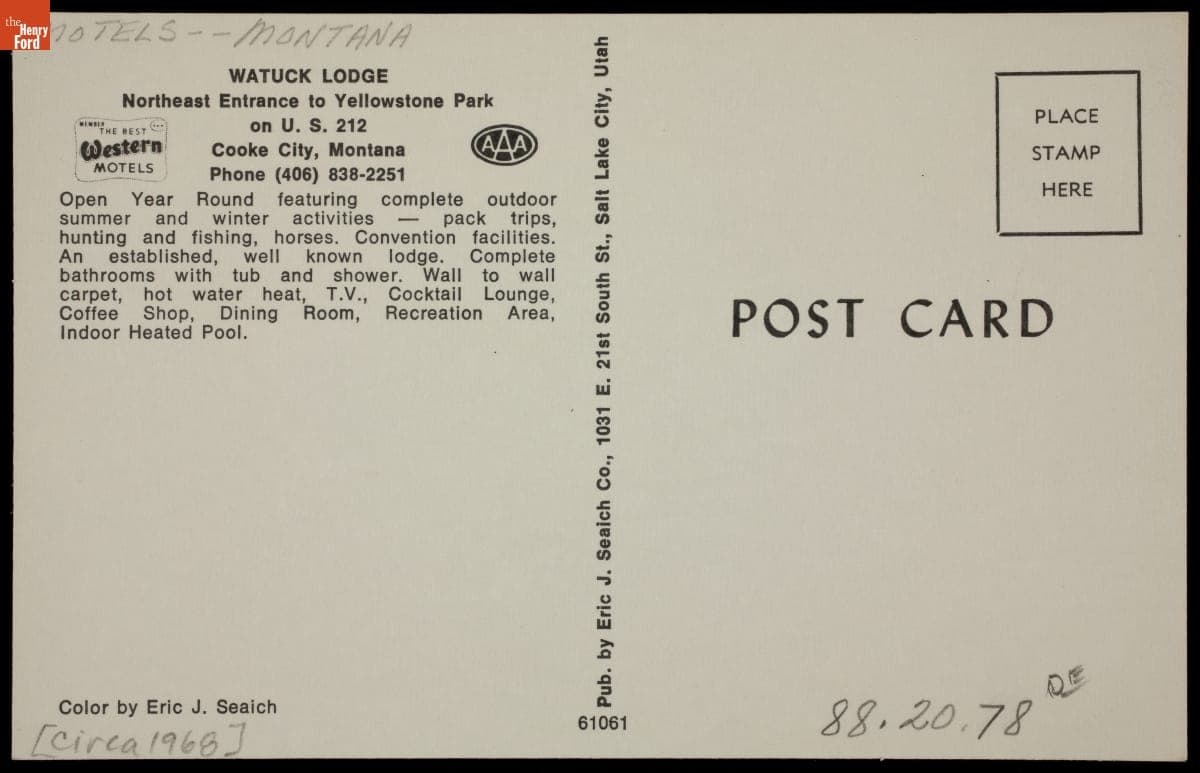 the
Henry
Ford
MOTELS -- MONTANA
WATUCK LODGE
Northeast Entrance to Yellowstone Park
on U. S. 212
Cooke City, Montana
Phone (406) 838-2251
MEMBER
THE BEST
Western
MOTELS
AAA
Open Year Round featuring complete outdoor
summer and winter activities — pack trips,
hunting and fishing, horses. Convention facilities.
An established, well known lodge. Complete
bathrooms with tub and shower. Wall to wall
carpet, hot water heat, T.V., Cocktail Lounge,
Coffee Shop, Dining Room, Recreation Area,
Indoor Heated Pool.
Color by Eric J. Seaich
[circa 1968]
Pub. by Eric J. Seaich Co., 1031 E. 21st South St., Salt Lake City, Utah
61061
PLACE
STAMP
HERE
POST CARD
DE
88.20.78